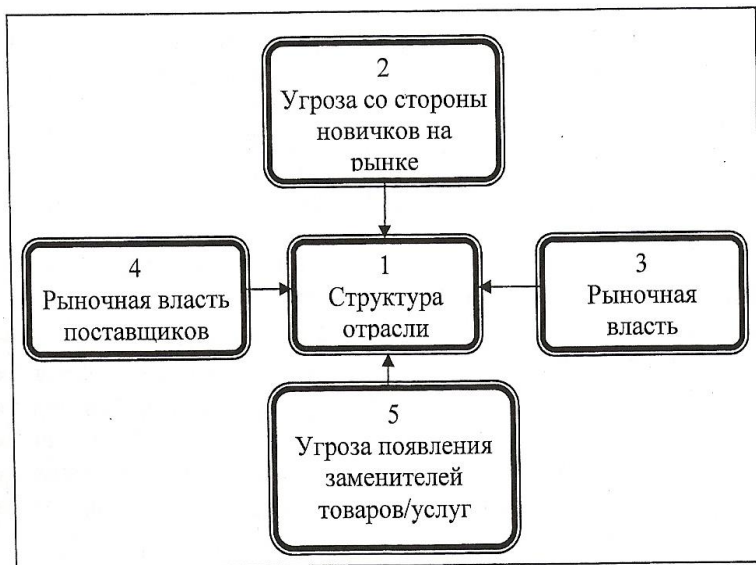 2
Угроза со стороны
новичков на
рынке
4
Рыночная власть
поставщиков
1
Структура
отрасли
3
Рыночная
власть
5
Угроза появления
заменителей
товаров/услуг